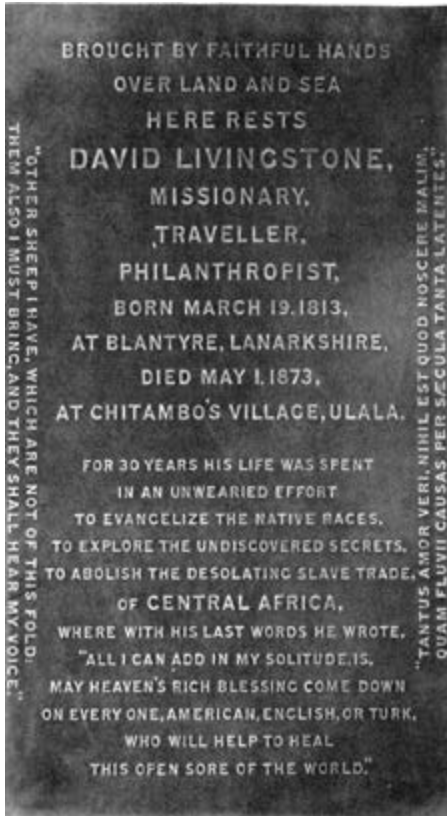 BROUGHT BY FAITHFUL HANDS
OVER LAND AND SEA
HERE RESTS
DAVID LIVINGSTONE,
MISSIONARY,
TRAVELLER,
PHILANTHROPIST,
BORN MARCH 19.1813,
AT BLANTYRE, LANARKSHIRE,
DIED MAY 1.1873,
AT CHITAMBO'S VILLAGE, ULALA.
FOR 30 YEARS HIS LIFE WAS SPENT
IN AN UNWEARIED EFFORT
TO EVANGELIZE THE NATIVE RACES,
TO EXPLORE THE UNDISCOVERED SECRETS,
TO ABOLISH THE DESOLATING SLAVE TRADE,
OF CENTRAL AFRICA,
WHERE WITH HIS LAST WORDS HE WROTE,
"ALL I CAN ADD IN MY SOLITUDE, IS,
MAY HEAVEN'S RICH BLESSING COME DOWN
ON EVERY ONE, AMERICAN, ENGLISH, OR TURK,
WHO WILL HELP TO HEAL
THIS OPEN SORE OF THE WORLD."
"OTHER SHEEP I HAVE, WHICH ARE NOT OF THIS FOLD:
THEM ALSO I MUST BRING, AND THEY SHALL HEAR MY VOICE."
"TANTUS AMOR VERI, NIHIL EST QUOD NOSCERE MALIM,
QUAM FLUVII CAUSAS PER SÆCULA TANTA LATENTES."